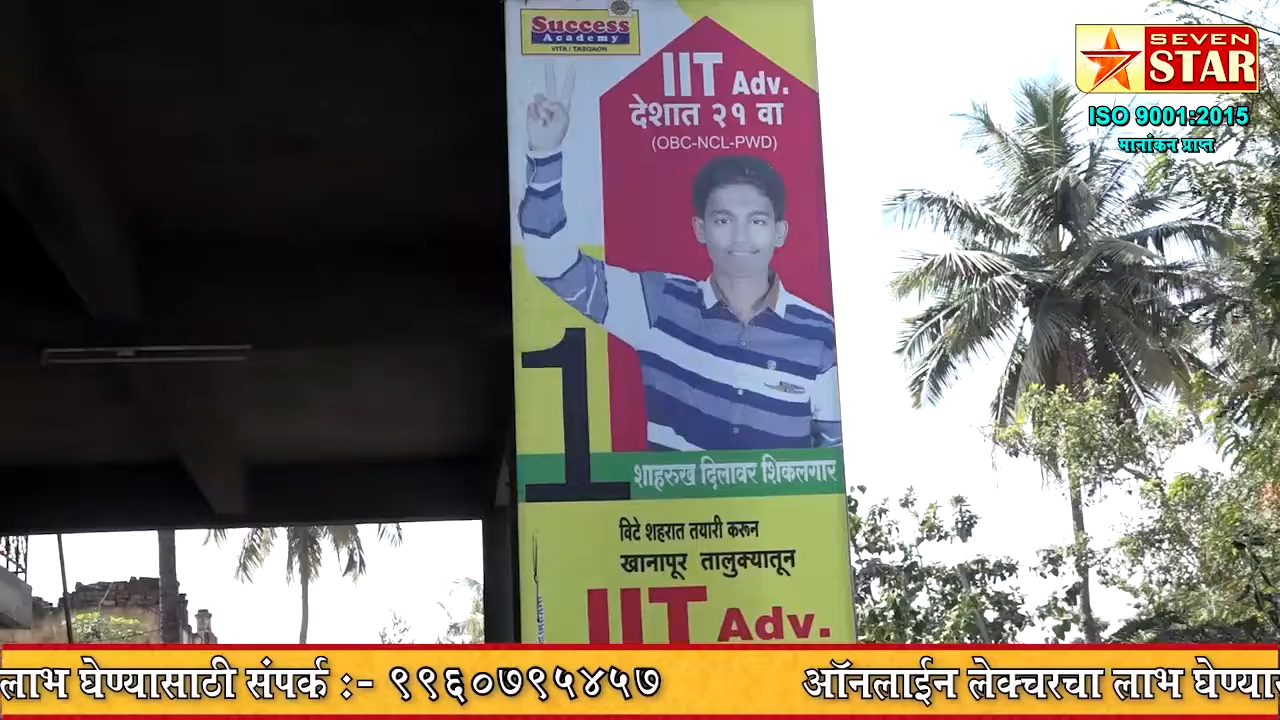 Success
Academy
VITA / TASGAON
IIT Adv.
देशात २१ वा
(OBC-NCL-PWD)
1
शाहरुख दिलावर शिकलगार
विटे शहरात तयारी करून
खानापूर तालुक्यातून
IIT Adv.
SEVEN
STAR
ISO 9001:2015
मानांकन प्राप्त
लाभ घेण्यासाठी संपर्क :- ९९६०७९५४५७ ऑनलाईन लेक्चरचा लाभ घेण्यास